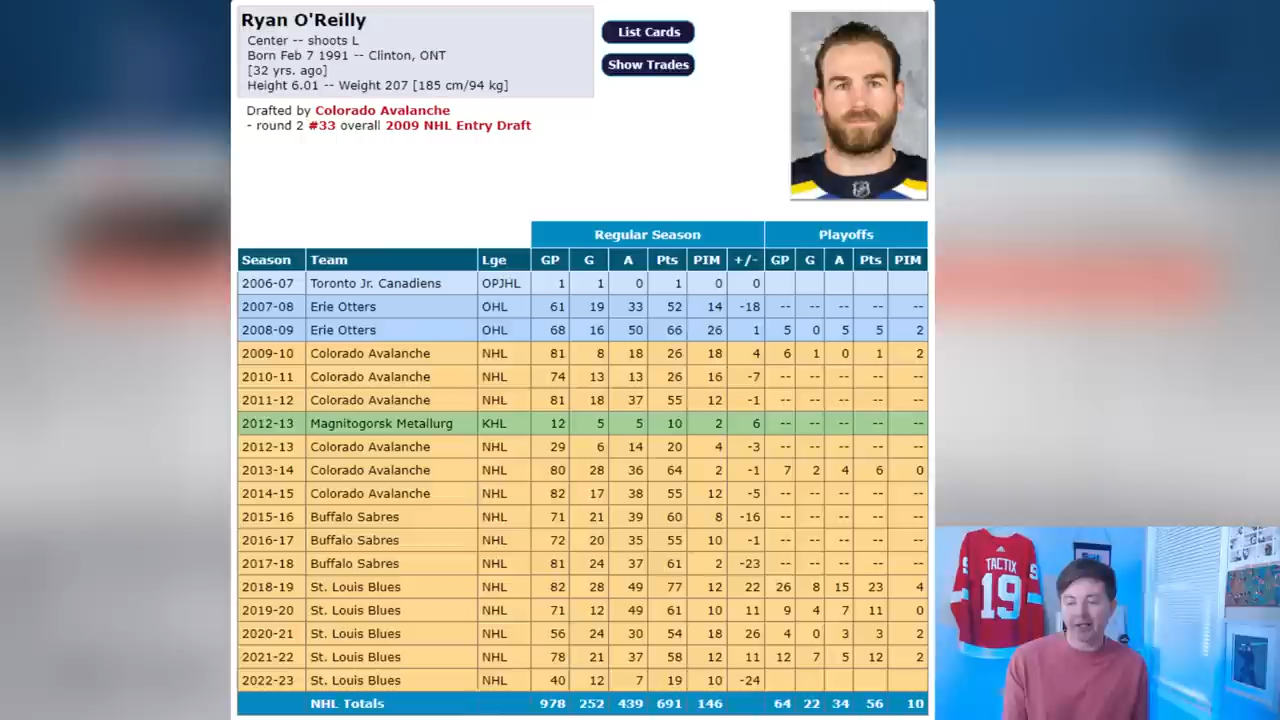 Ryan O'Reilly
Center -- shoots L
Born Feb 7 1991 -- Clinton, ONT
[32 yrs. ago]
Height 6.01 -- Weight 207 [185 cm/94 kg]
List Cards
Show Trades
Drafted by Colorado Avalanche
- round 2 #33 overall 2009 NHL Entry Draft
Regular Season Playoffs
Season Team Lge GP G A Pts PIM +/- GP G A Pts PIM
2006-07 Toronto Jr. Canadiens OPJHL 1 1 0 1 0 0
2007-08 Erie Otters OHL 61 19 33 52 14 -18 -- -- -- -- --
2008-09 Erie Otters OHL 68 16 50 66 26 1 5 0 5 5 2
2009-10 Colorado Avalanche NHL 81 8 18 26 18 4 6 1 0 1 2
2010-11 Colorado Avalanche NHL 74 13 13 26 16 -7 -- -- -- -- --
2011-12 Colorado Avalanche NHL 81 18 37 55 12 -1 -- -- -- -- --
2012-13 Magnitogorsk Metallurg KHL 12 5 5 10 2 6 -- -- -- -- --
2012-13 Colorado Avalanche NHL 29 6 14 20 4 -3 -- -- -- -- --
2013-14 Colorado Avalanche NHL 80 28 36 64 2 -1 7 2 4 6 0
2014-15 Colorado Avalanche NHL 82 17 38 55 12 -5 -- -- -- -- --
2015-16 Buffalo Sabres NHL 71 21 39 60 8 -16 -- -- -- -- --
2016-17 Buffalo Sabres NHL 72 20 35 55 10 -1 -- -- -- -- --
2017-18 Buffalo Sabres NHL 81 24 37 61 2 -23 -- -- -- -- --
2018-19 St. Louis Blues NHL 82 28 49 77 12 22 26 8 15 23 4
2019-20 St. Louis Blues NHL 71 12 49 61 10 11 9 4 7 11 0
2020-21 St. Louis Blues NHL 56 24 30 54 18 26 4 0 3 3 2
2021-22 St. Louis Blues NHL 78 21 37 58 12 11 12 7 5 12 2
2022-23 St. Louis Blues NHL 40 12 7 19 10 -24
NHL Totals 978 252 439 691 146 64 22 34 56 10
TACTIX
19